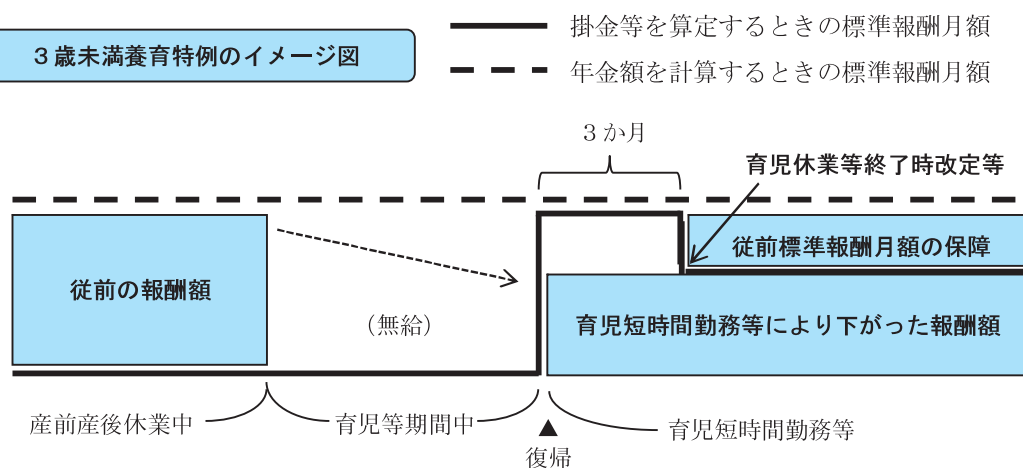 ３歳未満養育特例のイメージ図
掛金等を算定するときの標準報酬月額
年金額を計算するときの標準報酬月額
３か月
育児休業等終了時改定等
従前標準報酬月額の保障
従前の報酬額
（無給）
育児短時間勤務等により下がった報酬額
産前産後休業中
育児等期間中
育児短時間勤務等
▲
復帰